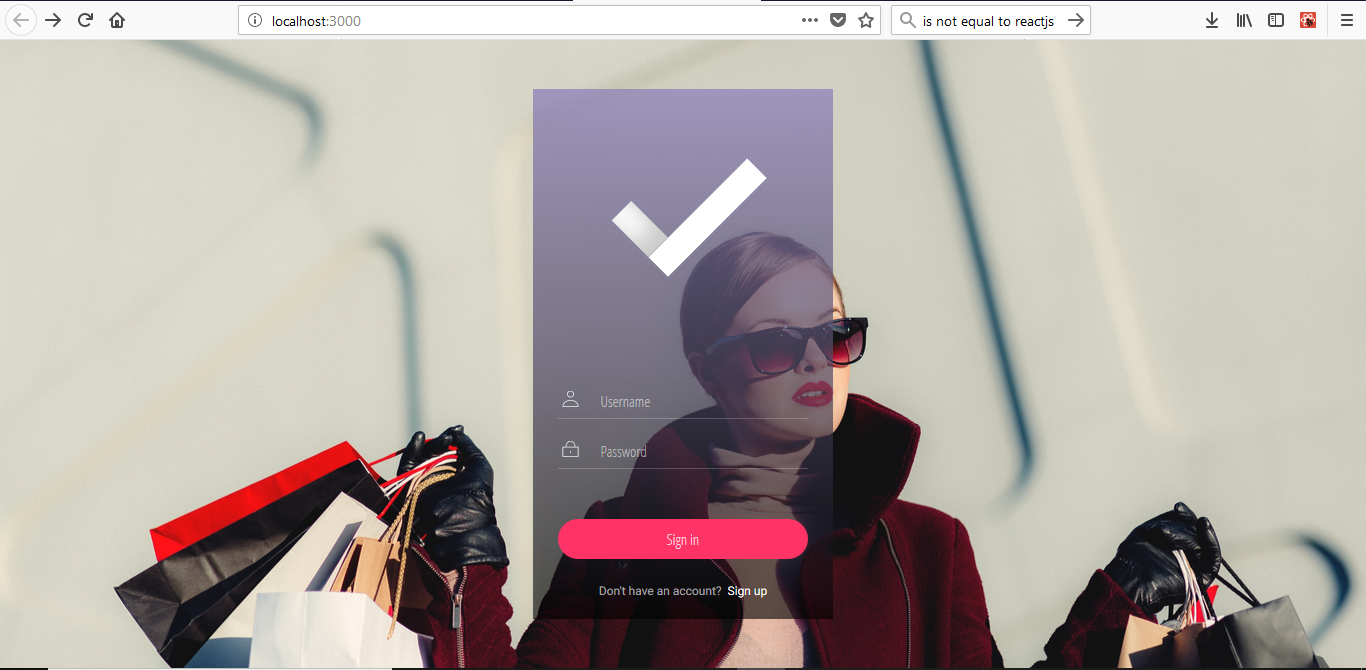 localhost:3000
is not equal to reactjs
Username
Password
Sign in
Don't have an account? Sign up